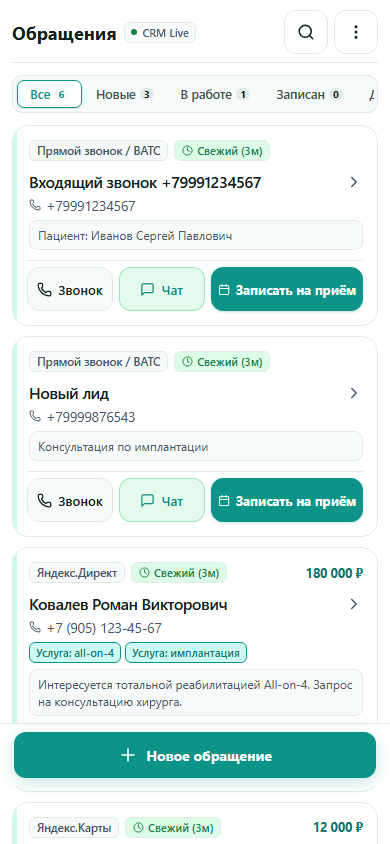 Обращения
CRM Live
Все 6
Новые 3
В работе 1
Записан 0
Прямой звонок / ВАТС
Свежий (3м)
Входящий звонок +79991234567
+79991234567
Пациент: Иванов Сергей Павлович
Звонок
Чат
Записать на приём
Прямой звонок / ВАТС
Свежий (3м)
Новый лид
+79999876543
Консультация по имплантации
Звонок
Чат
Записать на приём
Яндекс.Директ
Свежий (3м)
180 000 ₽
Ковалев Роман Викторович
+7 (905) 123-45-67
Услуга: all-on-4
Услуга: имплантация
Интересуется тотальной реабилитацией All-on-4. Запрос
на консультацию хирурга.
Новое обращение
Яндекс.Карты
Свежий (3м)
12 000 ₽